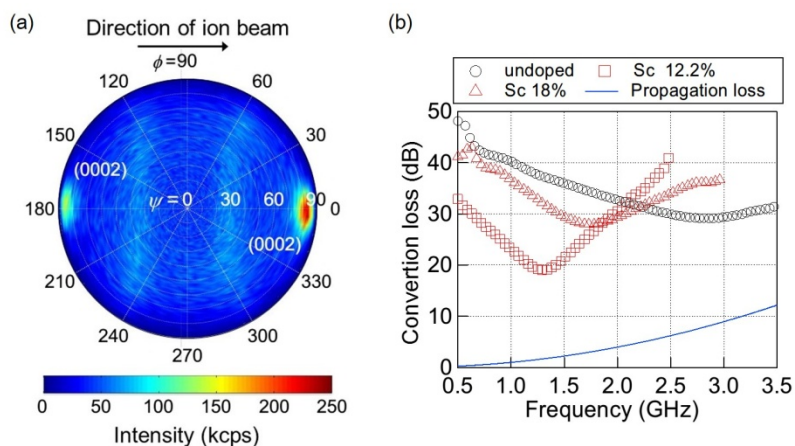 (a)
Direction of ion beam
ϕ=90
120
60
150
30
(0002)
180
ψ=0
30
60
90
0
(0002)
210
330
240
300
270
0
50
100
150
200
250
Intensity (kcps)
(b)
undoped
Sc 12.2%
Sc 18%
Propagation loss
50
40
30
20
10
0
Convertion loss (dB)
0.5
1.0
1.5
2.0
2.5
3.0
3.5
Frequency (GHz)